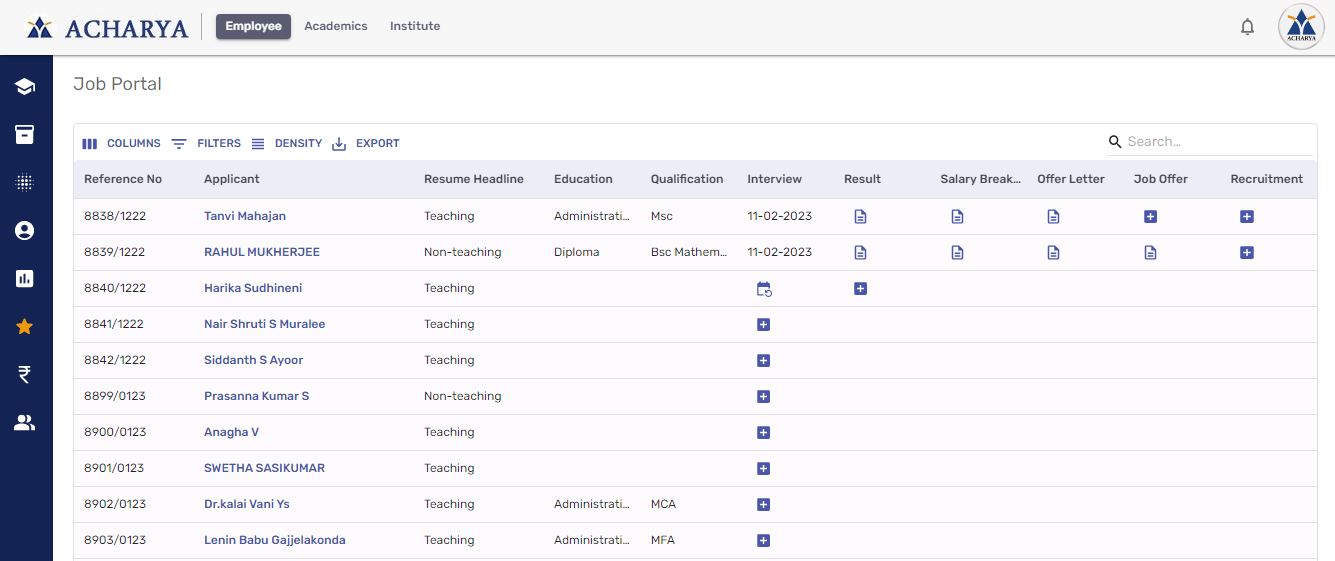 ACHARYA Employee Academics Institute
ACHARYA
Job Portal
COLUMNS FILTERS DENSITY EXPORT Search...
Reference No Applicant Resume Headline Education Qualification Interview Result Salary Break... Offer Letter Job Offer Recruitment
8838/1222 Tanvi Mahajan Teaching Administrati... Msc 11-02-2023
8839/1222 RAHUL MUKHERJEE Non-teaching Diploma Bsc Mathem... 11-02-2023
8840/1222 Harika Sudhineni Teaching
8841/1222 Nair Shruti S Muralee Teaching
8842/1222 Siddanth S Ayoor Teaching
8899/0123 Prasanna Kumar S Non-teaching
8900/0123 Anagha V Teaching
8901/0123 SWETHA SASIKUMAR Teaching
8902/0123 Dr.kalai Vani Ys Teaching Administrati... MCA
8903/0123 Lenin Babu Gajjelakonda Teaching Administrati... MFA